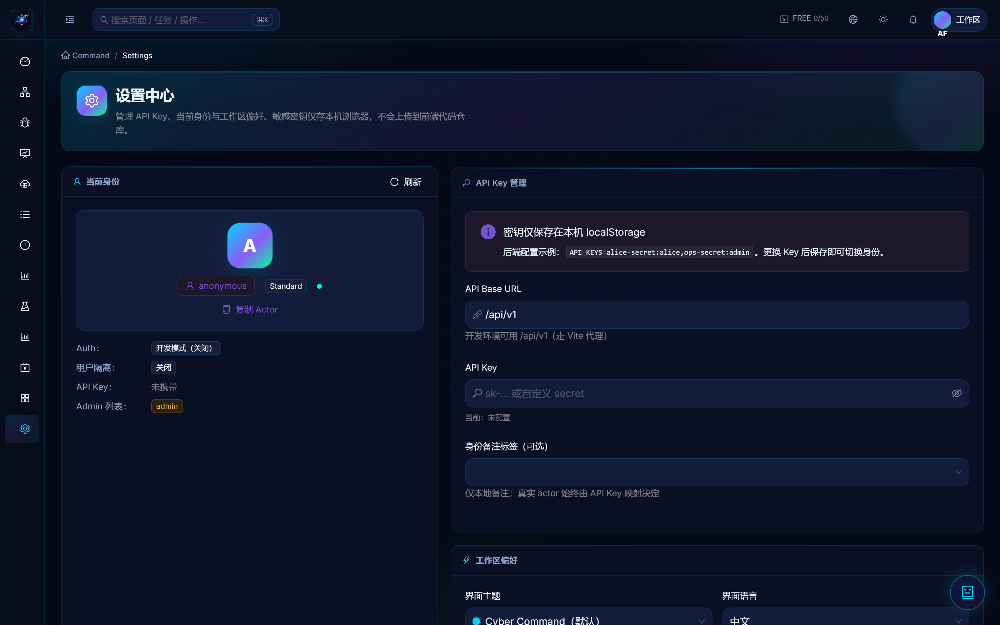 搜索页面 / 任务 / 操作... ⌘K
FREE 0/50
AF
工作区
Command / Settings
设置中心
管理 API Key、当前身份与工作区偏好。敏感密钥仅存本机浏览器，不会上传到前端代码仓
库。
当前身份
刷新
A
anonymous
Standard
复制 Actor
Auth：
开发模式（关闭）
租户隔离：
关闭
API Key：
未携带
Admin 列表：
admin
API Key 管理
密钥仅保存在本机 localStorage
后端配置示例： API_KEYS=alice-secret:alice,ops-secret:admin 。更换 Key 后保存即可切换身份。
API Base URL
/api/v1
开发环境可用 /api/v1（走 Vite 代理）
API Key
sk-... 或自定义 secret
当前：未配置
身份备注标签（可选）
仅本地备注；真实 actor 始终由 API Key 映射决定
工作区偏好
界面主题
界面语言
Cyber Command（默认）
中文